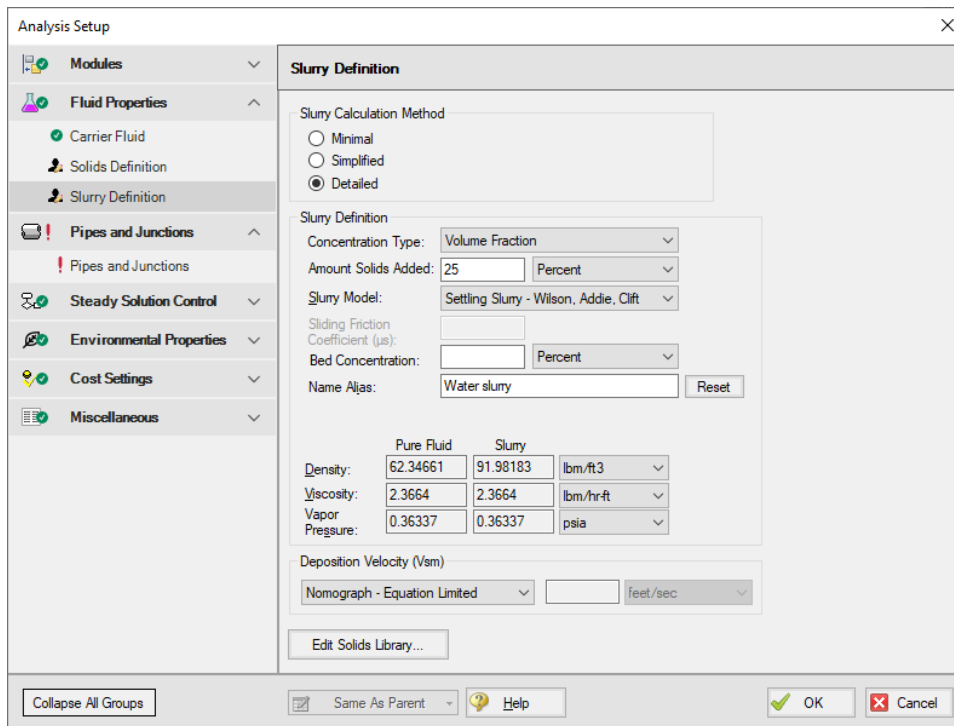 Analysis Setup
Modules
Fluid Properties
Carrier Fluid
Solids Definition
Slurry Definition
Pipes and Junctions
Pipes and Junctions
Steady Solution Control
Environmental Properties
Cost Settings
Miscellaneous
Slurry Definition
Slurry Calculation Method
Minimal
Simplified
Detailed
Slurry Definition
Concentration Type: Volume Fraction
Amount Solids Added: 25 Percent
Slurry Model: Settling Slurry - Wilson, Addie, Clift
Sliding Friction
Coefficient (µs):
Bed Concentration: Percent
Name Alias: Water slurry Reset
Pure Fluid Slurry
Density: 62.34661 91.98183 lbm/ft3
Viscosity: 2.3664 2.3664 lbm/hr-ft
Vapor
Pressure: 0.36337 0.36337 psia
Deposition Velocity (Vsm)
Nomograph - Equation Limited feet/sec
Edit Solids Library...
Collapse All Groups Same As Parent Help OK Cancel